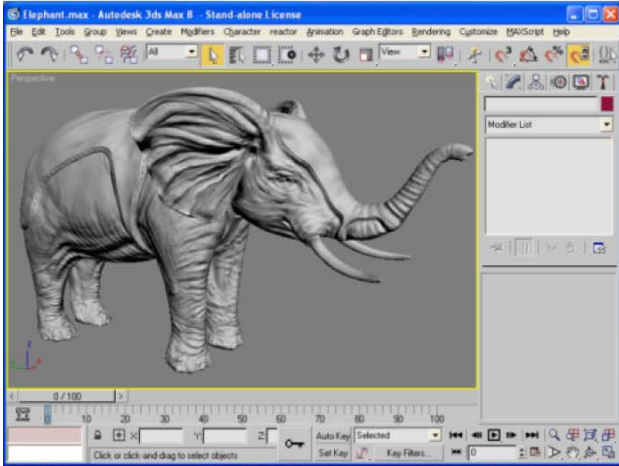 Elephant.max - Autodesk 3ds Max 8 - Stand-alone License
File Edit Tools Group Views Create Modifiers Character reactor Animation Graph Editors Rendering Customize MAXScript Help
All View
Perspective
Modifier List
z
x
0 / 100
0 10 20 30 40 50 60 70 80 90 100
X: Y: Z: Auto Key Selected
Click or click-and-drag to select objects Set Key Key Filters... 0